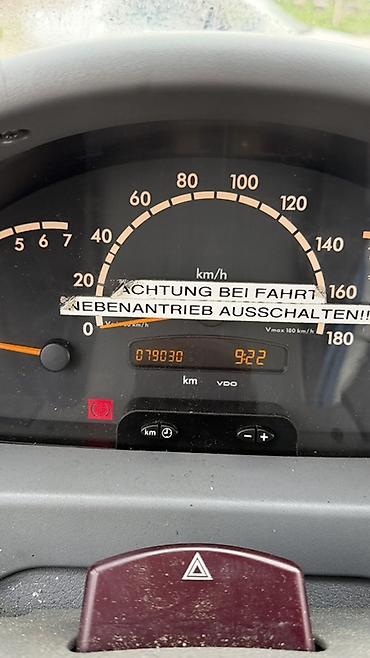 80 100
60 120
5 6 7 40 140
km/h
20 ACHTUNG BEI FAHRT 160
NEBENANTRIEB AUSSCHALTEN!!
0 Vmax 180 km/h 180
079030 9:22
km VDO
km - +